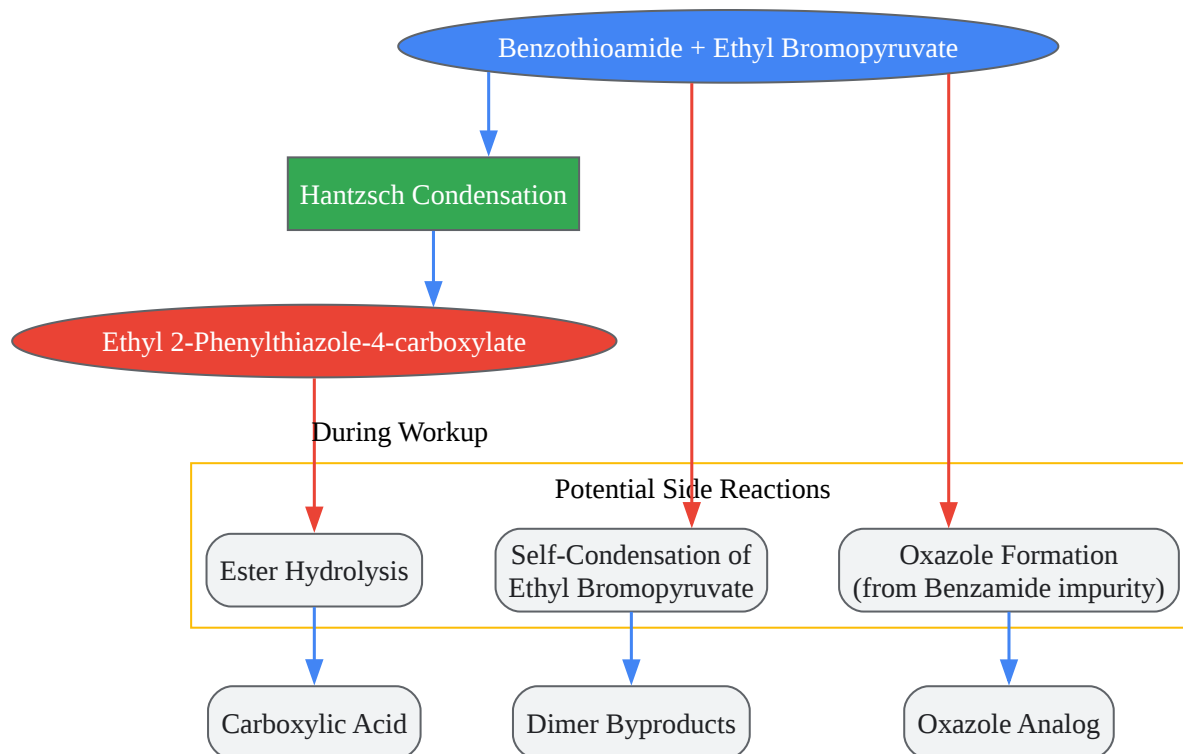 Benzothioamide + Ethyl Bromopyruvate
Hantzsch Condensation
Ethyl 2-Phenylthiazole-4-carboxylate
During Workup
Potential Side Reactions
Ester Hydrolysis
Self-Condensation of
Ethyl Bromopyruvate
Oxazole Formation
(from Benzamide impurity)
Carboxylic Acid
Dimer Byproducts
Oxazole Analog